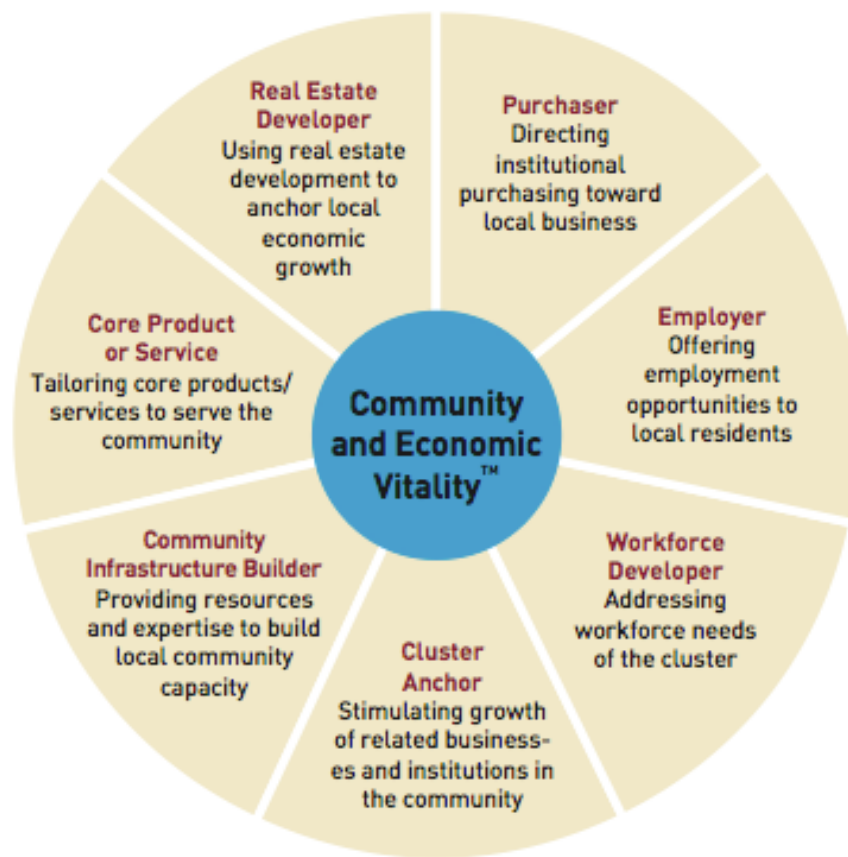 Real Estate
Developer
Using real estate
development to
anchor local
economic
growth
Purchaser
Directing
institutional
purchasing toward
local business
Employer
Offering
employment
opportunities to
local residents
Workforce
Developer
Addressing
workforce needs
of the cluster
Cluster
Anchor
Stimulating growth
of related business-
es and institutions in
the community
Community
Infrastructure Builder
Providing resources
and expertise to build
local community
capacity
Core Product
or Service
Tailoring core products/
services to serve the
community
Community
and Economic
Vitality™